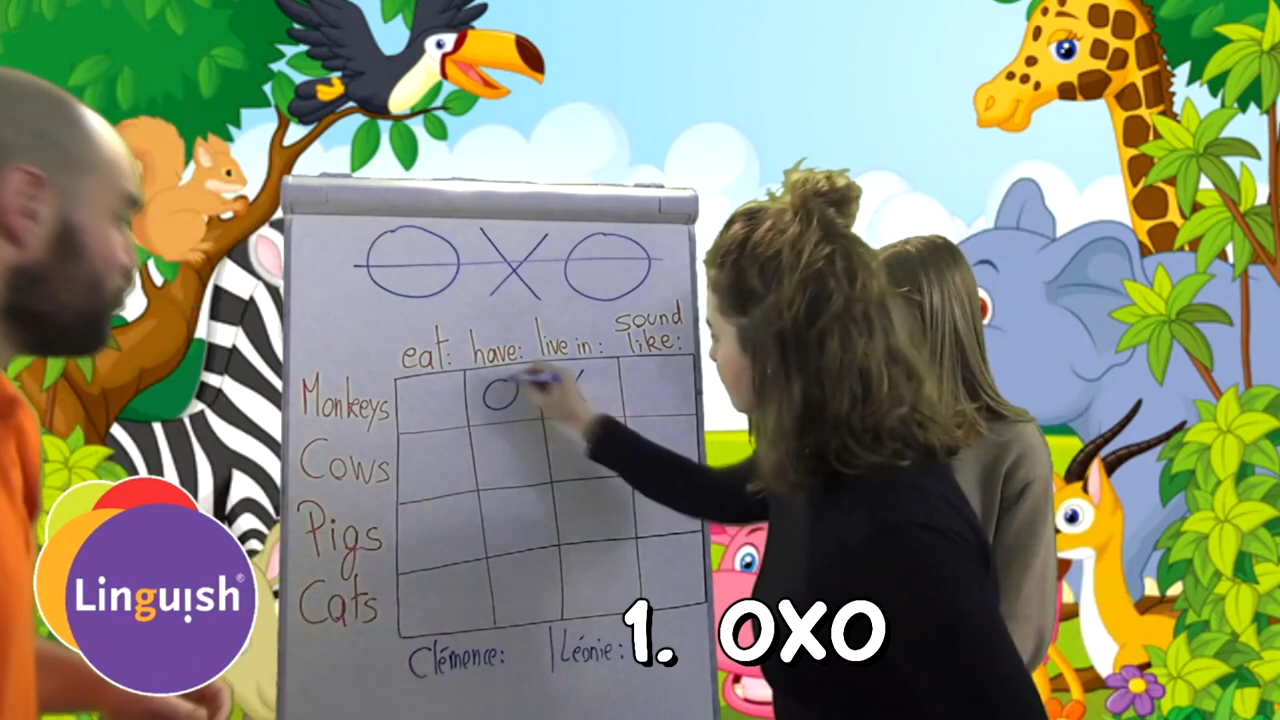 OXO
eat: have: live in: sound like:
Monkeys O X
Cows
Pigs
Cats
Clémence: Léonie:
Linguish®
1. OXO